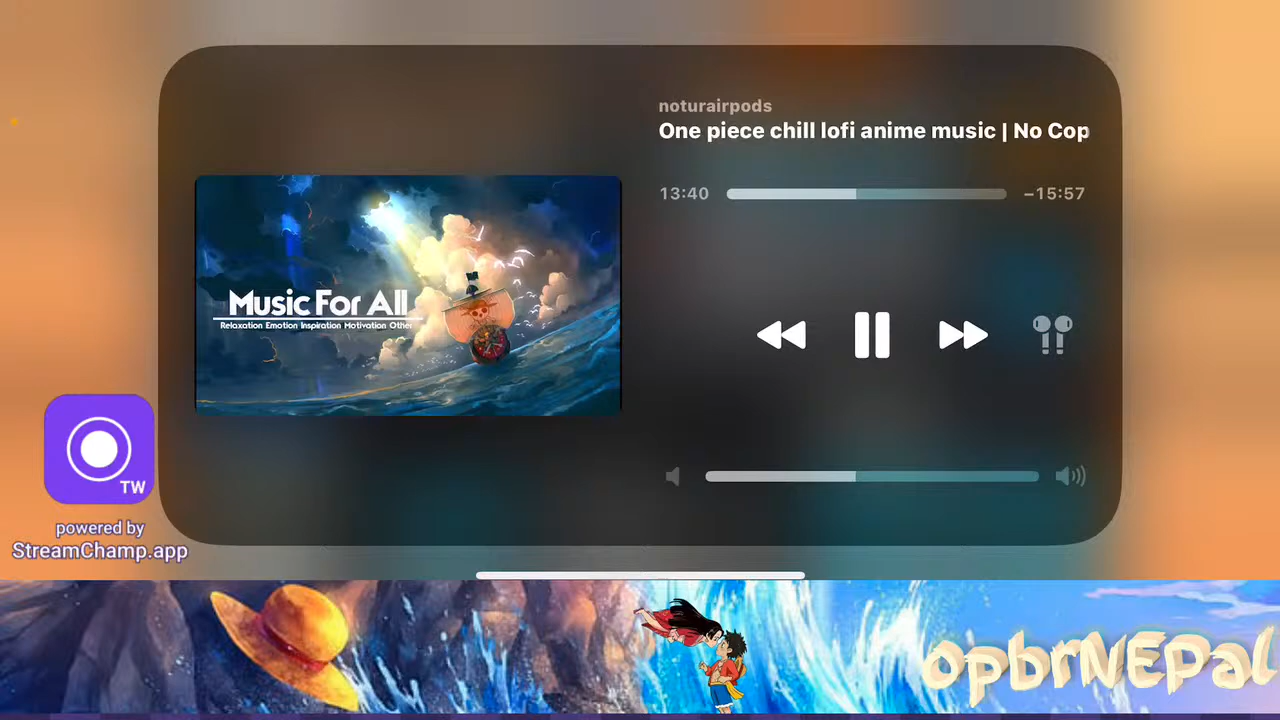 noturairpods
One piece chill lofi anime music | No Cop
13:40
−15:57
Music For All
Relaxation Emotion Inspiration Motivation Other
TW
powered by
StreamChamp.app
opbrNEPal